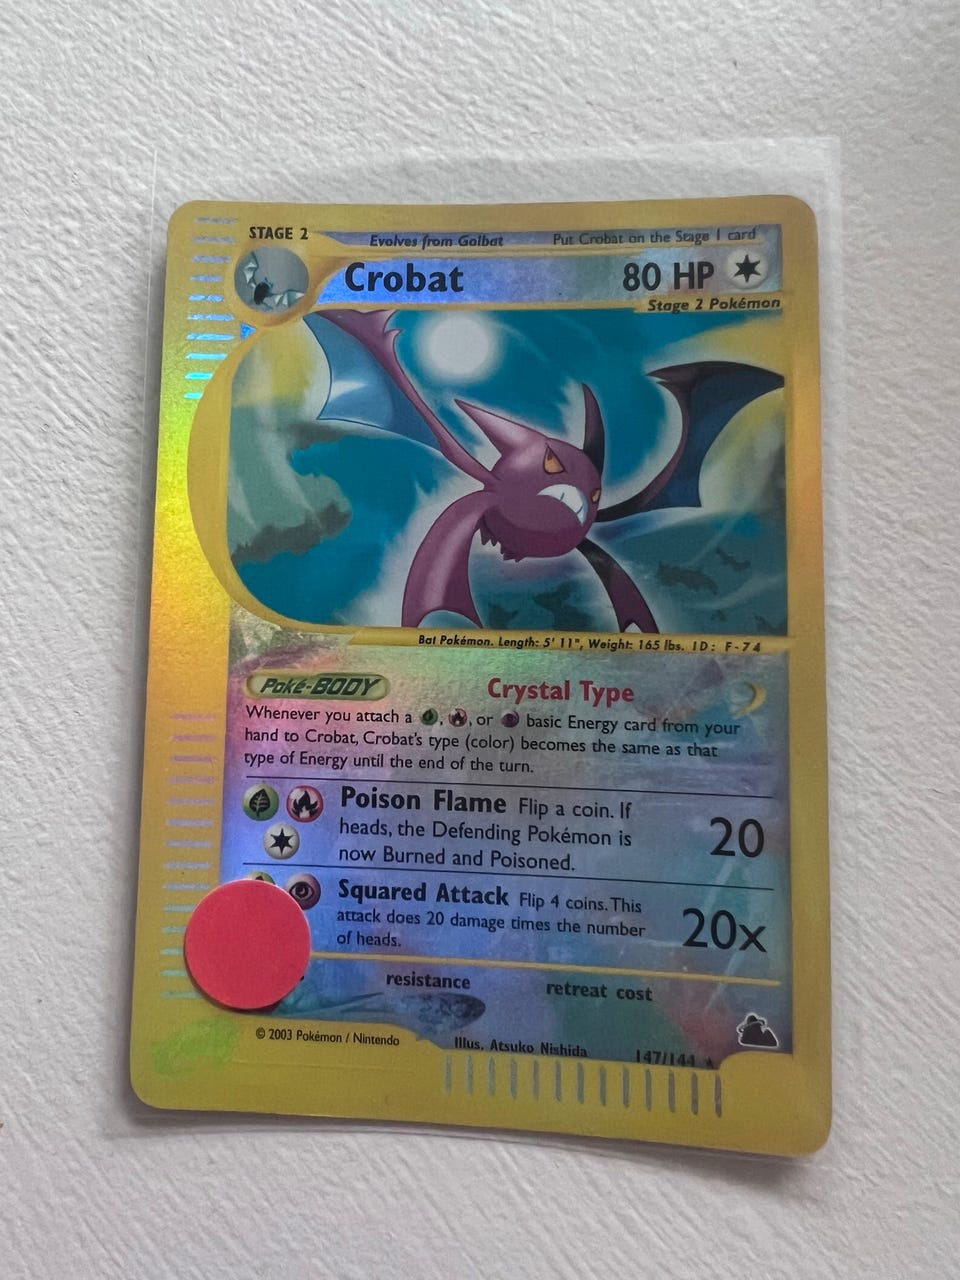 STAGE 2 Evolves from Golbat Put Crobat on the Stage 1 card
Crobat 80 HP
Stage 2 Pokémon
Bat Pokémon. Length: 5' 11", Weight: 165 lbs. ID: F-74
Poké-BODY Crystal Type
Whenever you attach a , , or basic Energy card from your
hand to Crobat, Crobat's type (color) becomes the same as that
type of Energy until the end of the turn.
Poison Flame Flip a coin. If
heads, the Defending Pokémon is
now Burned and Poisoned.
20
Squared Attack Flip 4 coins. This
attack does 20 damage times the number
of heads.
20x
resistance retreat cost
© 2003 Pokémon / Nintendo
Illus. Atsuko Nishida 147/144 ★